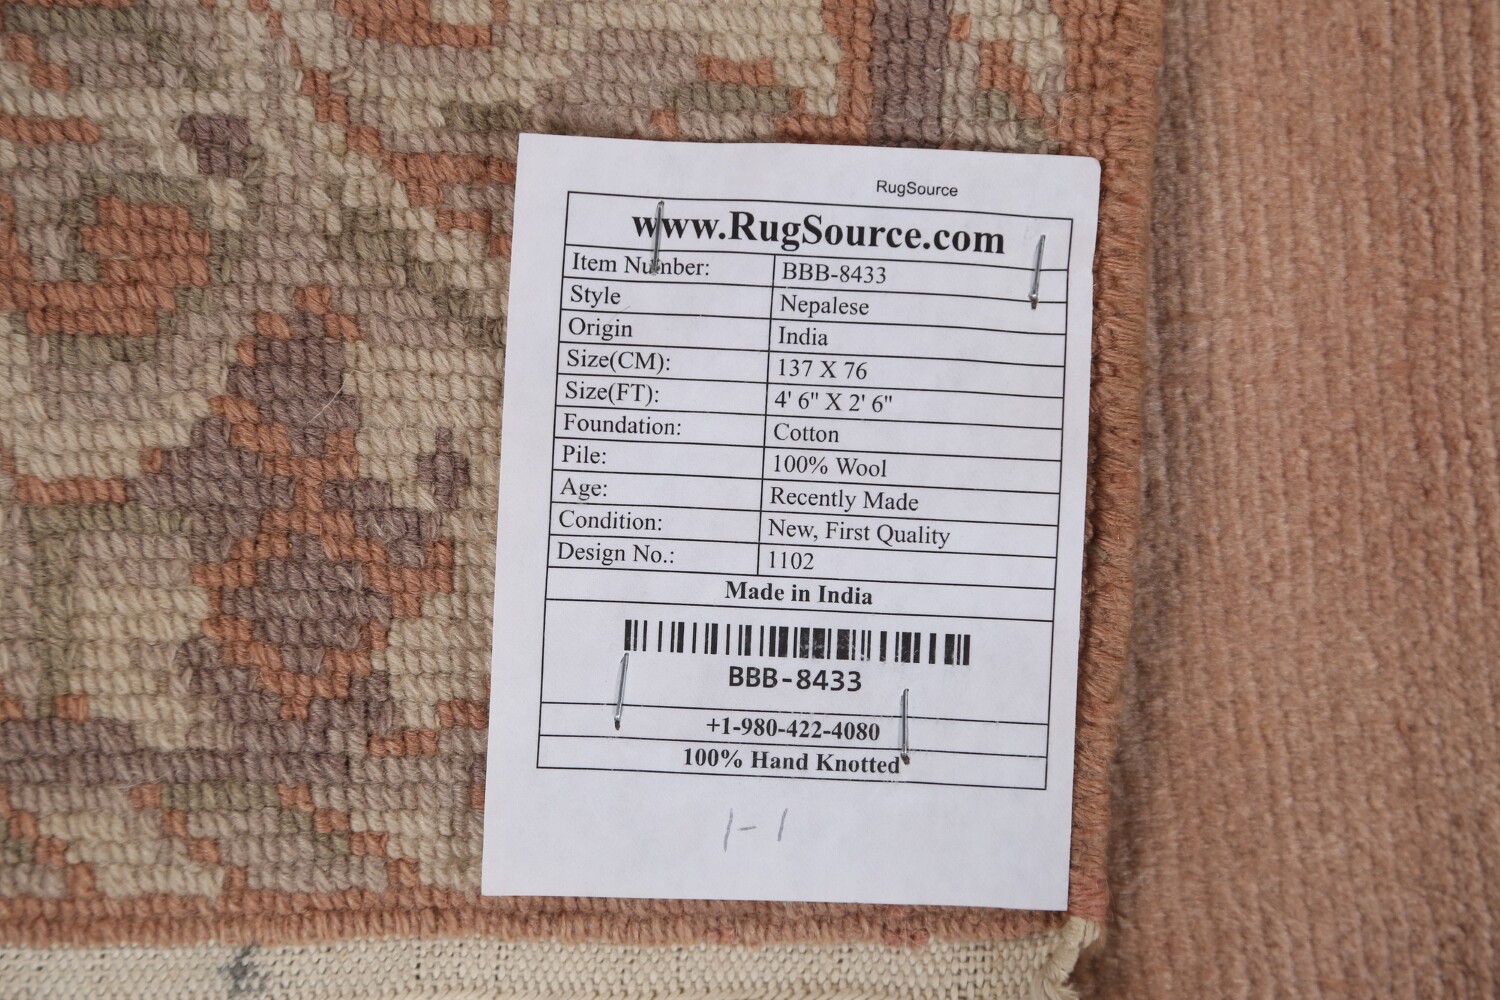 RugSource
www.RugSource.com
Item Number: BBB-8433
Style Nepalese
Origin India
Size(CM): 137 X 76
Size(FT): 4' 6" X 2' 6"
Foundation: Cotton
Pile: 100% Wool
Age: Recently Made
Condition: New, First Quality
Design No.: 1102
Made in India
BBB-8433
+1-980-422-4080
100% Hand Knotted
1-1